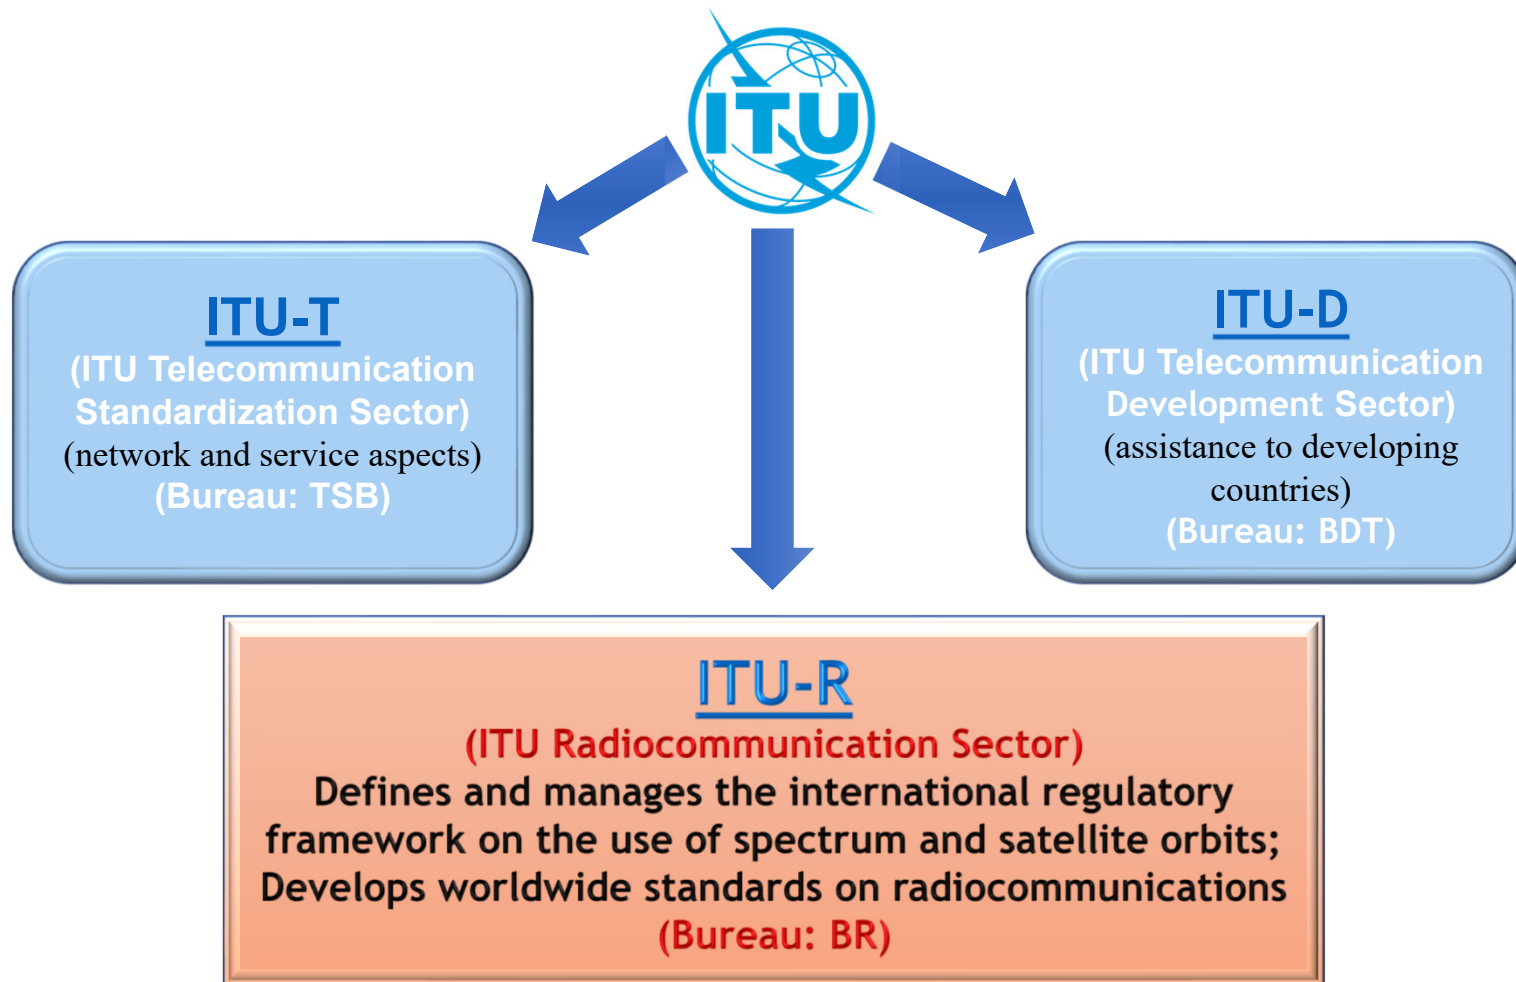 ITU
ITU-T
(ITU Telecommunication
Standardization Sector)
(network and service aspects)
(Bureau: TSB)
ITU-D
(ITU Telecommunication
Development Sector)
(assistance to developing
countries)
(Bureau: BDT)
ITU-R
(ITU Radiocommunication Sector)
Defines and manages the international regulatory
framework on the use of spectrum and satellite orbits;
Develops worldwide standards on radiocommunications
(Bureau: BR)